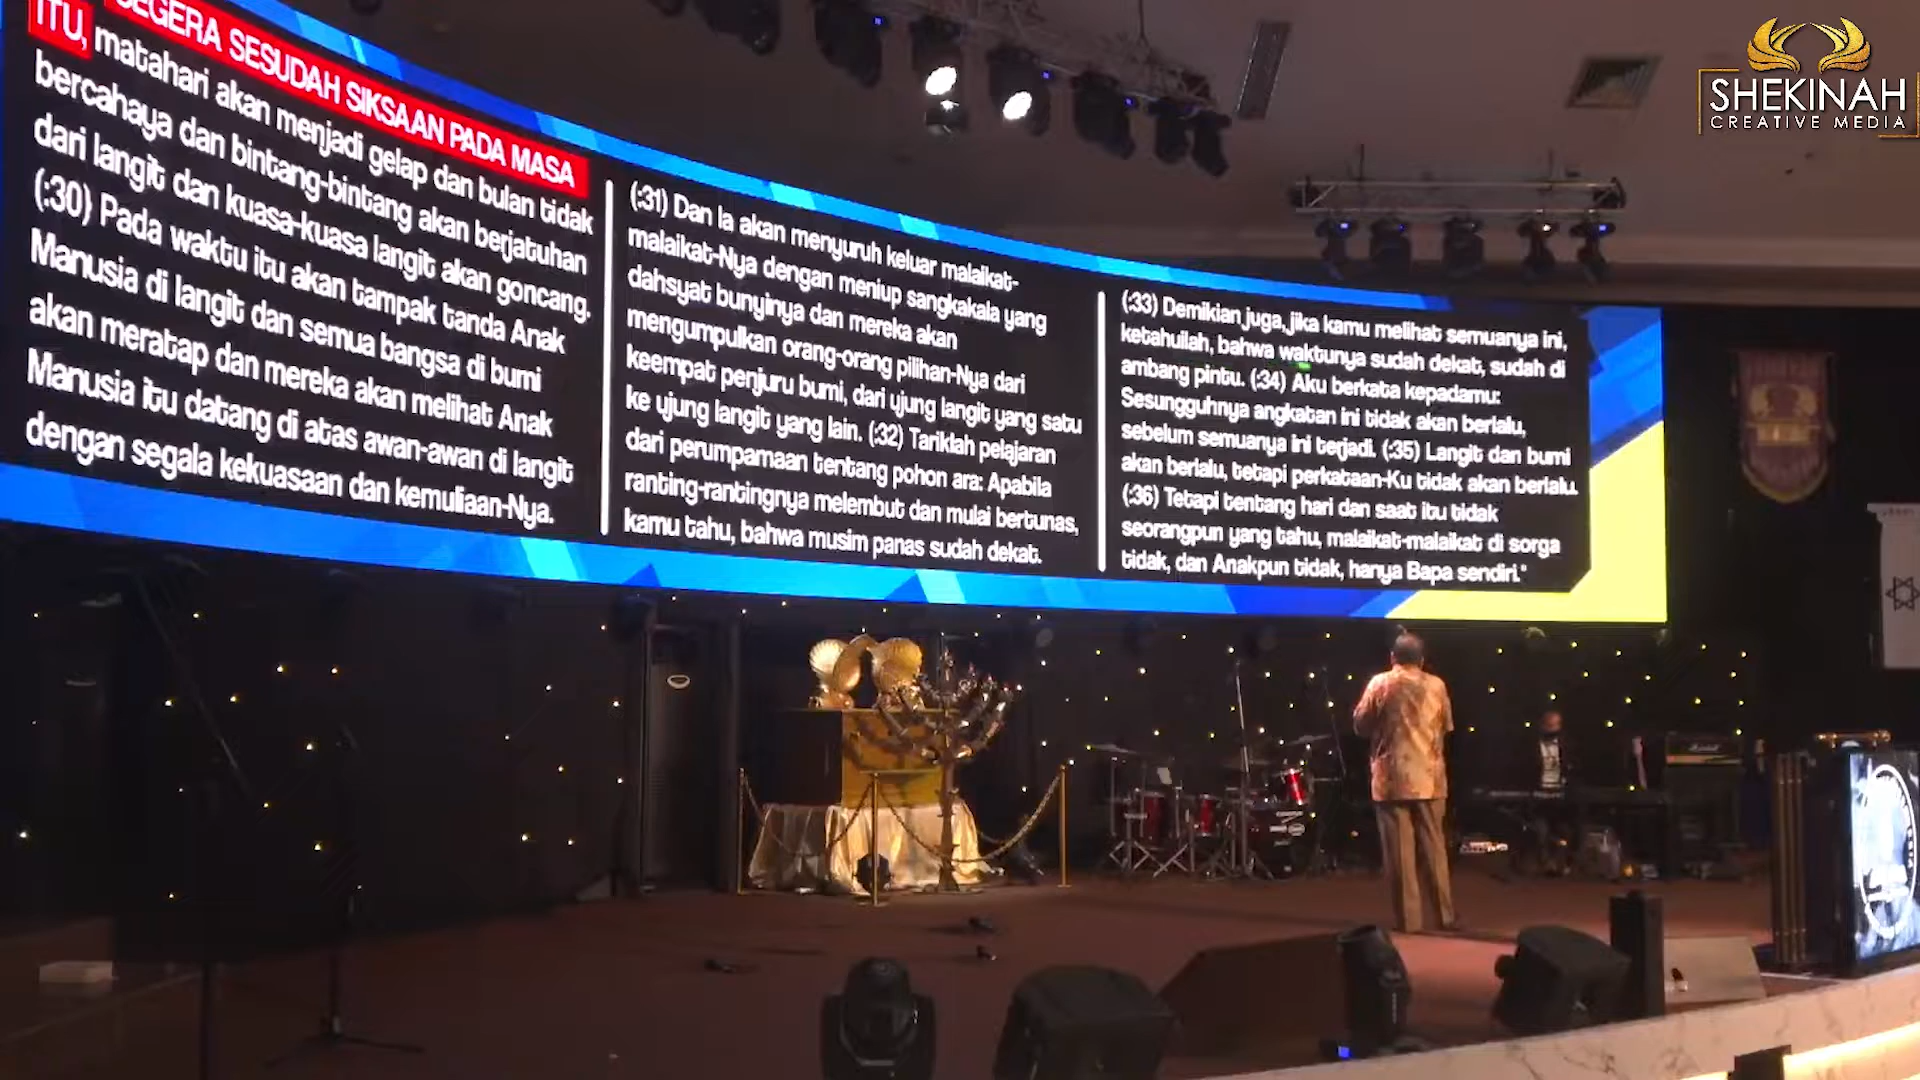 SEGERA SESUDAH SIKSAAN PADA MASA
ITU, matahari akan menjadi gelap dan bulan tidak
bercahaya dan bintang-bintang akan berjatuhan
dari langit dan kuasa-kuasa langit akan goncang.
(:30) Pada waktu itu akan tampak tanda Anak
Manusia di langit dan semua bangsa di bumi
akan meratap dan mereka akan melihat Anak
Manusia itu datang di atas awan-awan di langit
dengan segala kekuasaan dan kemuliaan-Nya.
(:31) Dan Ia akan menyuruh keluar malaikat-
malaikat-Nya dengan meniup sangkakala yang
dahsyat bunyinya dan mereka akan
mengumpulkan orang-orang pilihan-Nya dari
keempat penjuru bumi, dari ujung langit yang satu
ke ujung langit yang lain. (:32) Tariklah pelajaran
dari perumpamaan tentang pohon ara: Apabila
ranting-rantingnya melembut dan mulai bertunas,
kamu tahu, bahwa musim panas sudah dekat.
(:33) Demikian juga, jika kamu melihat semuanya ini,
ketahuilah, bahwa waktunya sudah dekat, sudah di
ambang pintu. (:34) Aku berkata kepadamu:
Sesungguhnya angkatan ini tidak akan berlalu,
sebelum semuanya ini terjadi. (:35) Langit dan bumi
akan berlalu, tetapi perkataan-Ku tidak akan berlalu.
(:36) Tetapi tentang hari dan saat itu tidak
seorangpun yang tahu, malaikat-malaikat di sorga
tidak, dan Anakpun tidak, hanya Bapa sendiri."
SHEKINAH
CREATIVE MEDIA